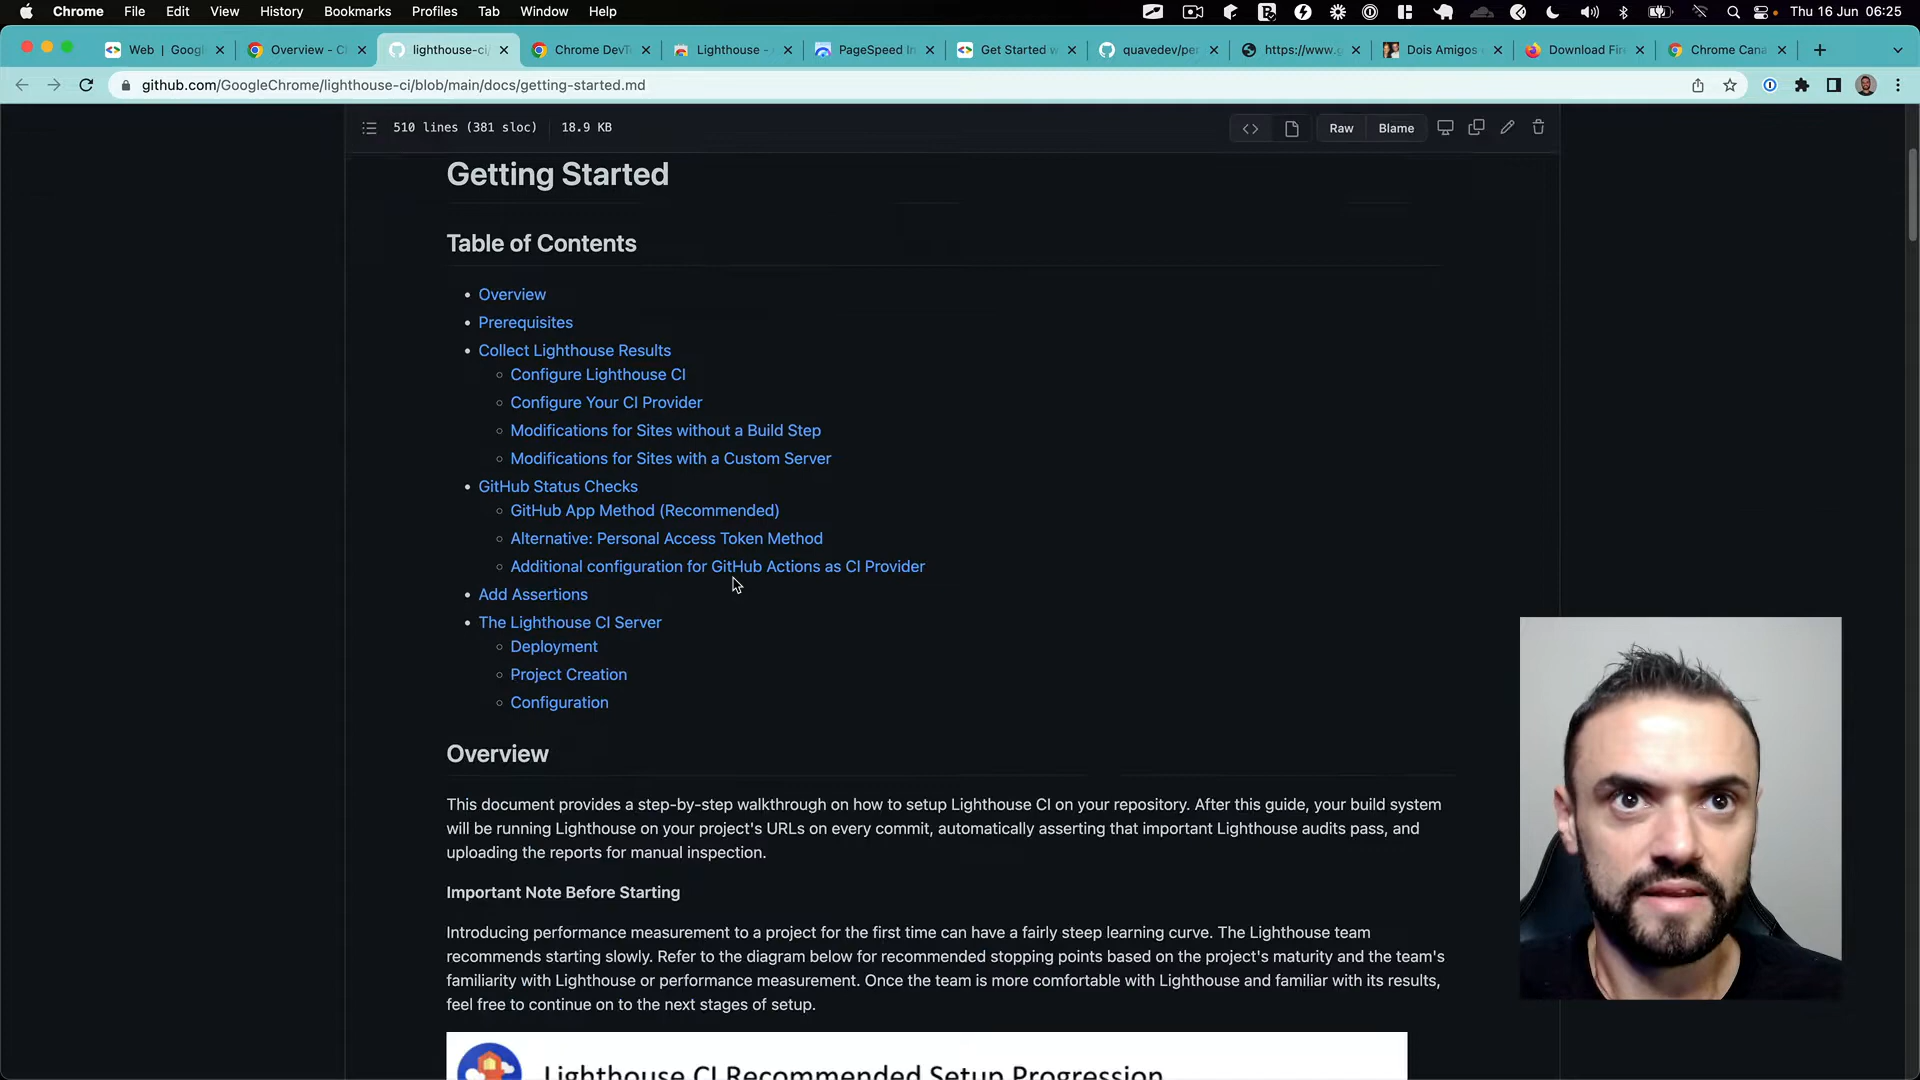 Chrome File Edit View History Bookmarks Profiles Tab Window Help Thu 16 Jun 06:25
Web | Googl Overview - C lighthouse-ci/ Chrome DevT Lighthouse - PageSpeed In Get Started w quavedev/per https://www.g Dois Amigos Download Fire Chrome Cana
github.com/GoogleChrome/lighthouse-ci/blob/main/docs/getting-started.md
510 lines (381 sloc) 18.9 KB Raw Blame
Getting Started
Table of Contents
Overview
Prerequisites
Collect Lighthouse Results
Configure Lighthouse CI
Configure Your CI Provider
Modifications for Sites without a Build Step
Modifications for Sites with a Custom Server
GitHub Status Checks
GitHub App Method (Recommended)
Alternative: Personal Access Token Method
Additional configuration for GitHub Actions as CI Provider
Add Assertions
The Lighthouse CI Server
Deployment
Project Creation
Configuration
Overview
This document provides a step-by-step walkthrough on how to setup Lighthouse CI on your repository. After this guide, your build system
will be running Lighthouse on your project's URLs on every commit, automatically asserting that important Lighthouse audits pass, and
uploading the reports for manual inspection.
Important Note Before Starting
Introducing performance measurement to a project for the first time can have a fairly steep learning curve. The Lighthouse team
recommends starting slowly. Refer to the diagram below for recommended stopping points based on the project's maturity and the team's
familiarity with Lighthouse or performance measurement. Once the team is more comfortable with Lighthouse and familiar with its results,
feel free to continue on to the next stages of setup.
Lighthouse CI Recommended Setup Progression